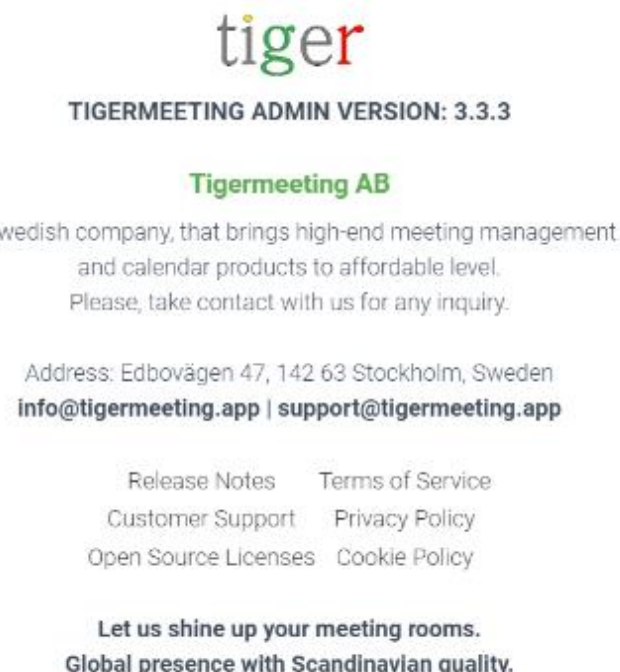 tiger
TIGERMEETING ADMIN VERSION: 3.3.3
Tigermeeting AB
wedish company, that brings high-end meeting management
and calendar products to affordable level.
Please, take contact with us for any inquiry.
Address: Edbovägen 47, 142 63 Stockholm, Sweden
info@tigermeeting.app | support@tigermeeting.app
Release Notes Terms of Service
Customer Support Privacy Policy
Open Source Licenses Cookie Policy
Let us shine up your meeting rooms.
Global presence with Scandinavian quality.